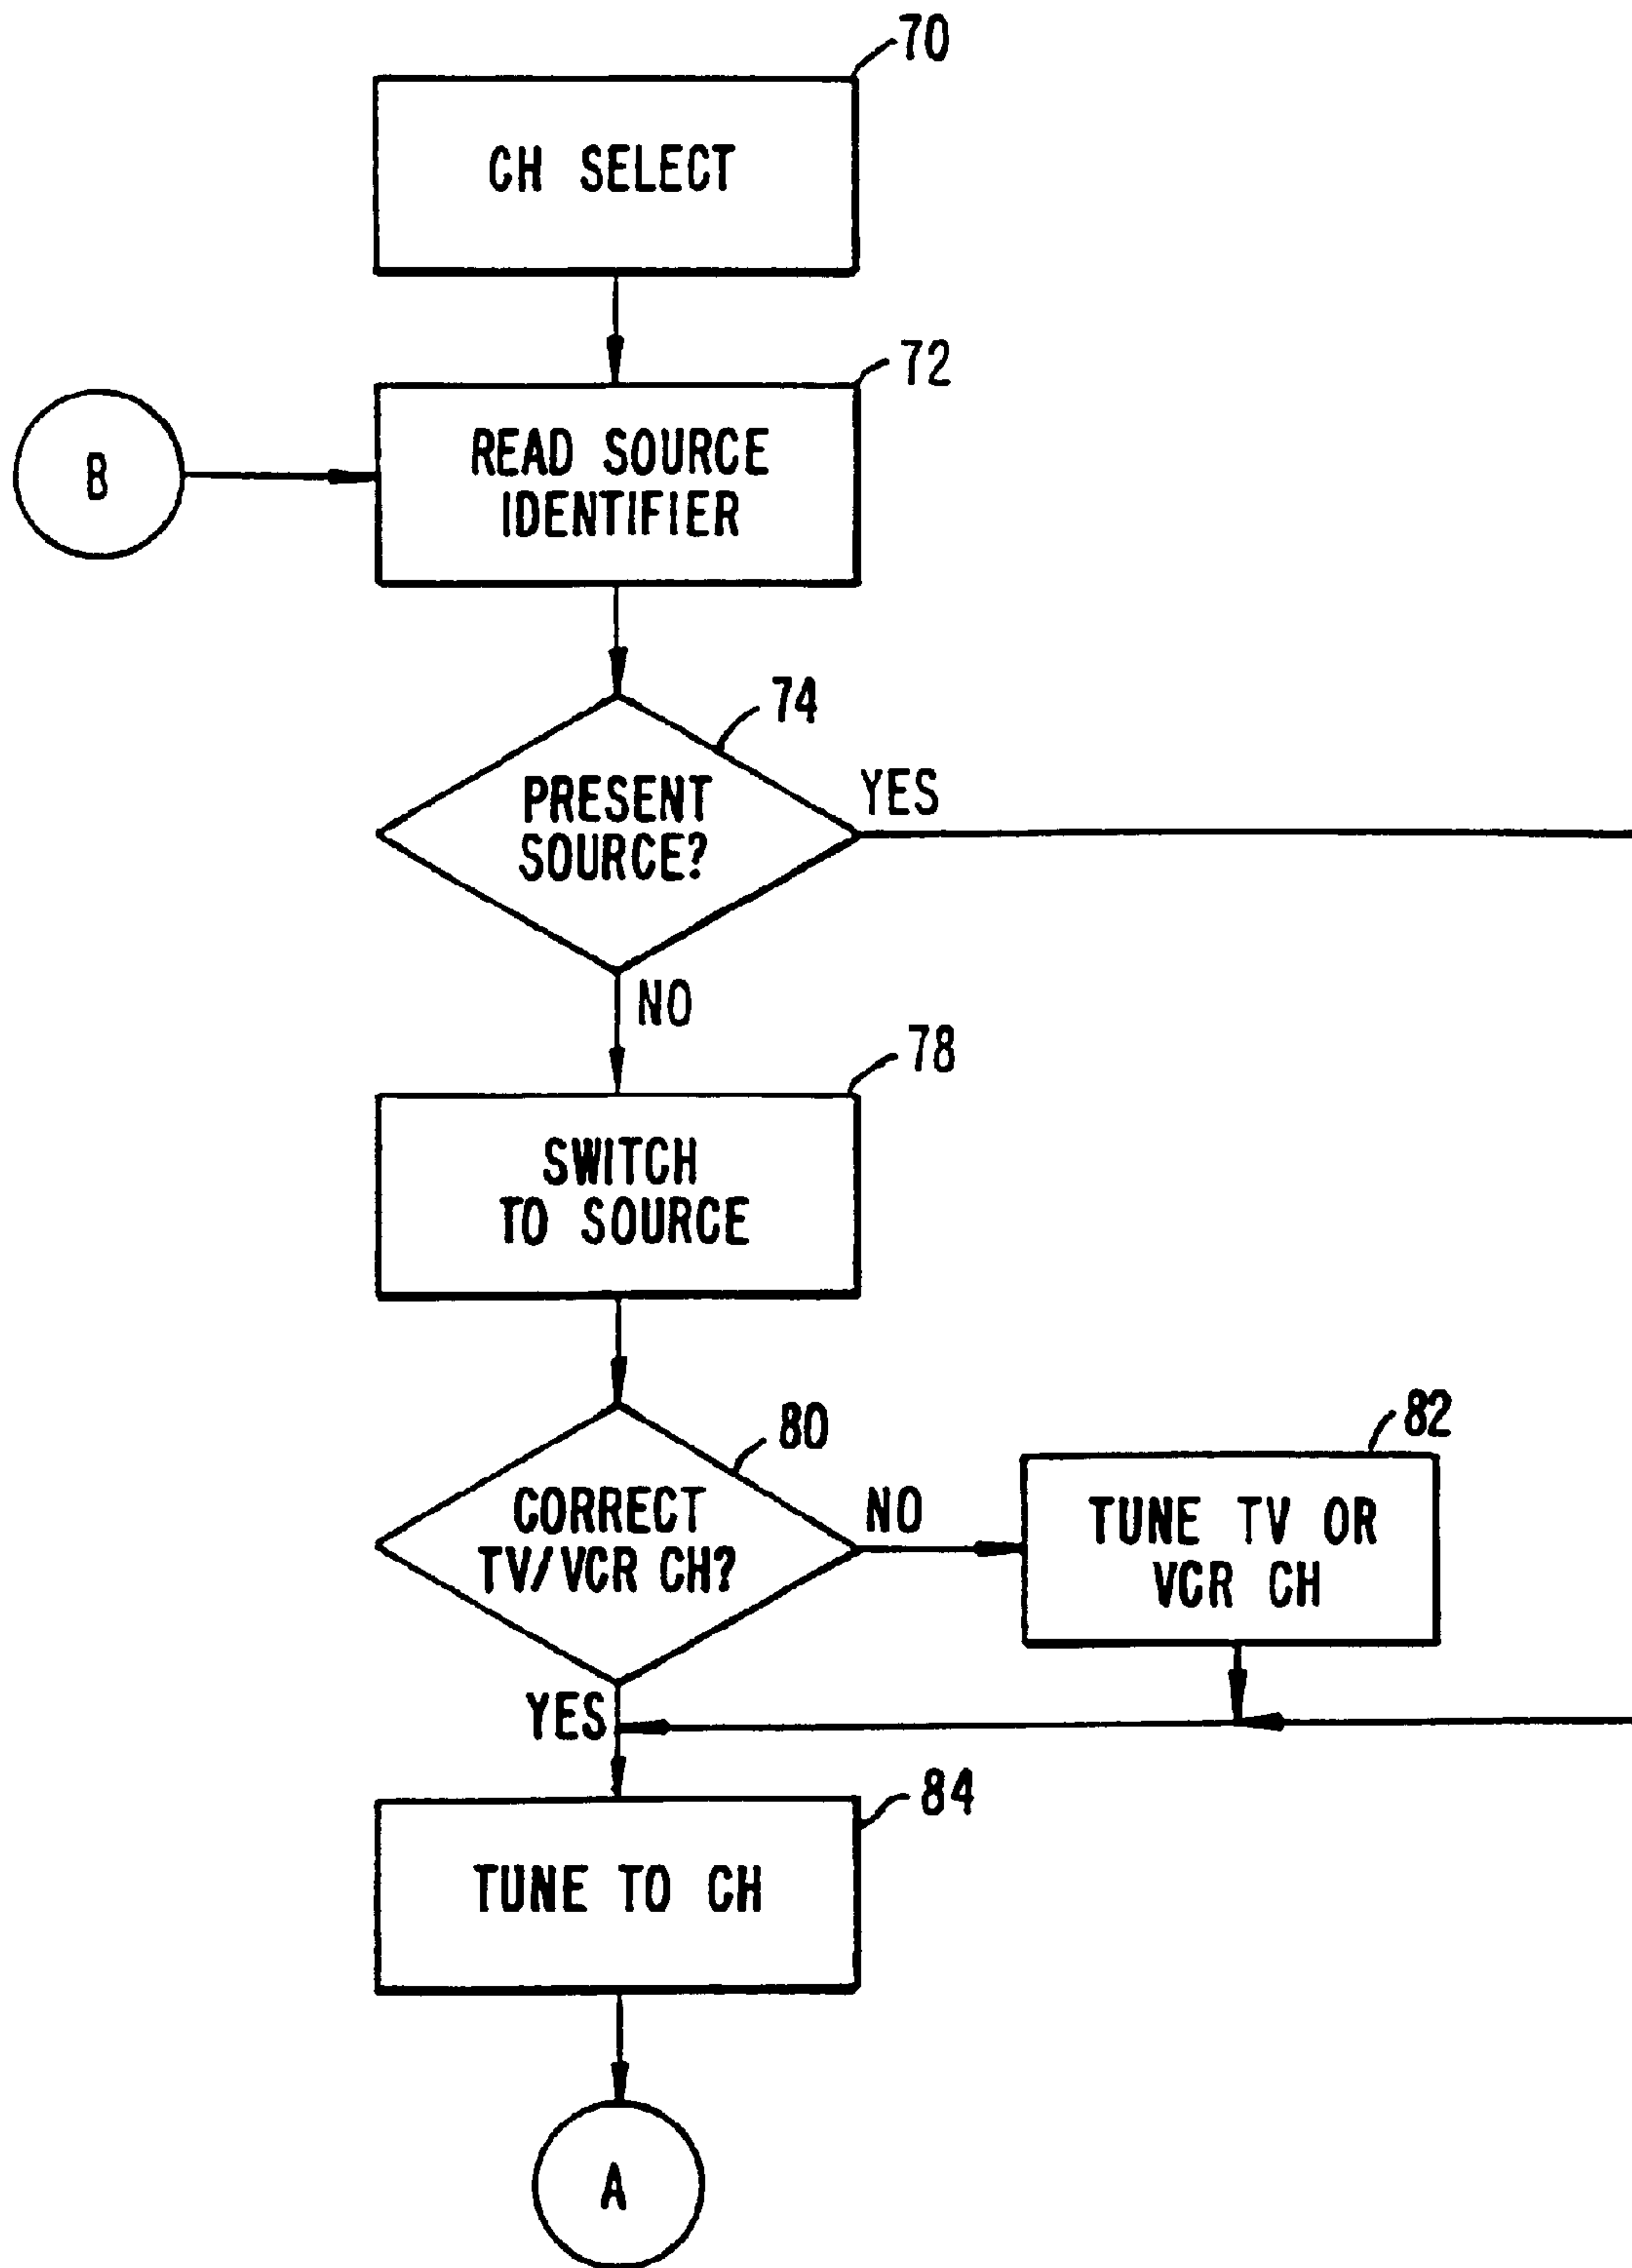 70
CH SELECT
72
B
READ SOURCE
IDENTIFIER
74
PRESENT
SOURCE?
YES
NO
78
SWITCH
TO SOURCE
80
CORRECT
TV/VCR CH?
NO
82
TUNE TV OR
VCR CH
YES
84
TUNE TO CH
A